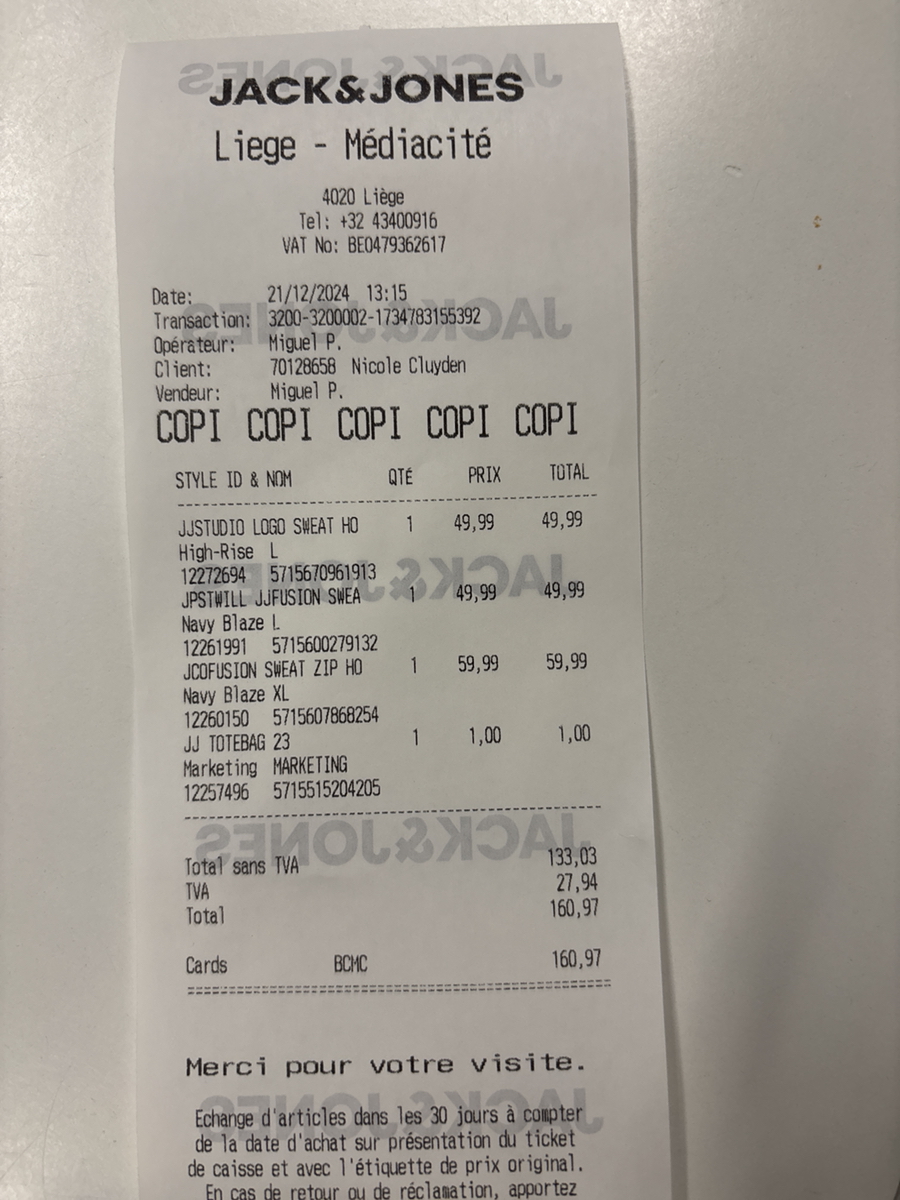 JACK&JONES
Liege - Médiacité
4020 Liège
Tel: +32 43400916
VAT No: BE0479362617
Date: 21/12/2024 13:15
Transaction: 3200-3200002-1734783155392
Opérateur: Miguel P.
Client: 70128658 Nicole Cluyden
Vendeur: Miguel P.
COPI COPI COPI COPI COPI
STYLE ID & NOM QTÉ PRIX TOTAL
JJSTUDIO LOGO SWEAT HO 1 49,99 49,99
High-Rise L
12272694 5715670961913
JPSTWILL JJFUSION SWEA 1 49,99 49,99
Navy Blaze L
12261991 5715600279132
JCOFUSION SWEAT ZIP HO 1 59,99 59,99
Navy Blaze XL
12260150 5715607868254
JJ TOTEBAG 23 1 1,00 1,00
Marketing MARKETING
12257496 5715515204205
Total sans TVA 133,03
TVA 27,94
Total 160,97
Cards BCMC 160,97
Merci pour votre visite.
Echange d'articles dans les 30 jours à compter
de la date d'achat sur présentation du ticket
de caisse et avec l'étiquette de prix original.
En cas de retour ou de réclamation, apportez